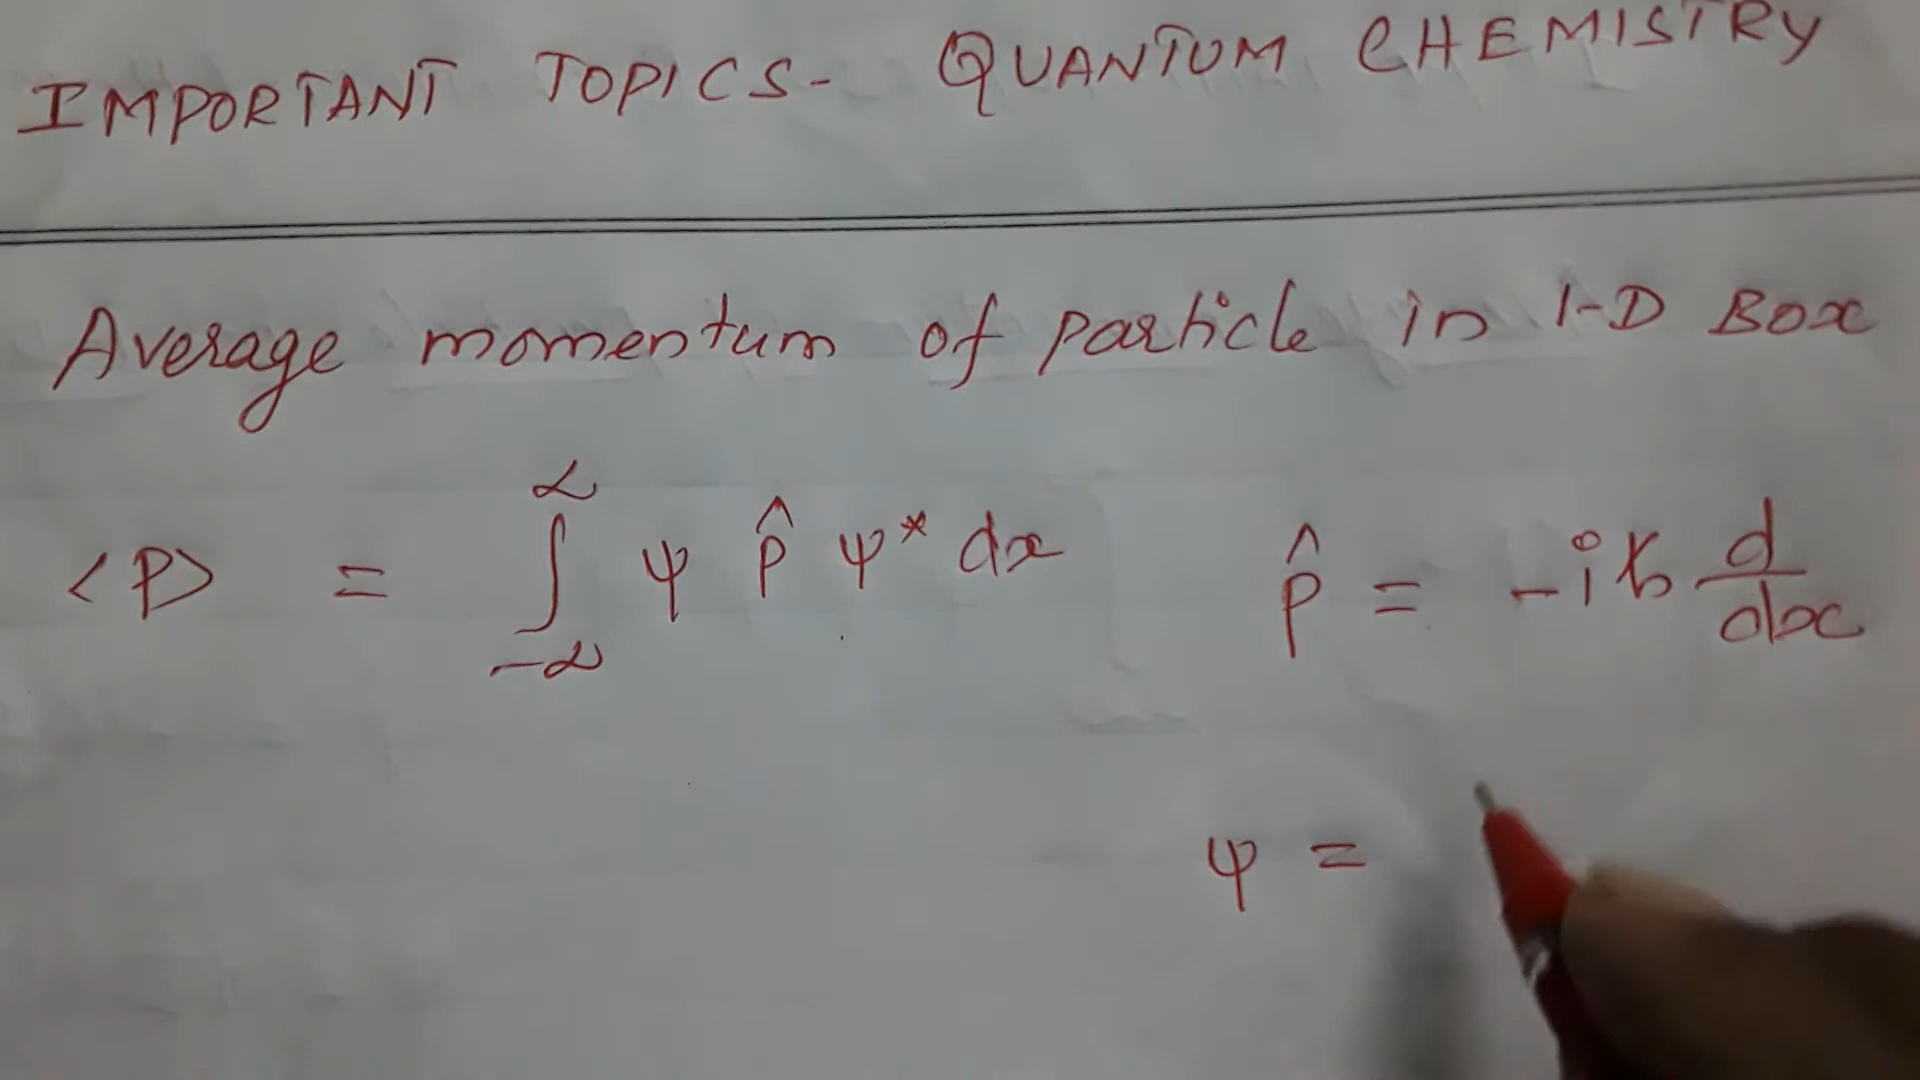 IMPORTANT TOPICS- QUANTUM CHEMISTRY
Average momentum of particle in 1-D Box
<P> = ∫_{-∞}^{∞} ψ p̂ ψ* dx    p̂ = -iħ d/dx
ψ =